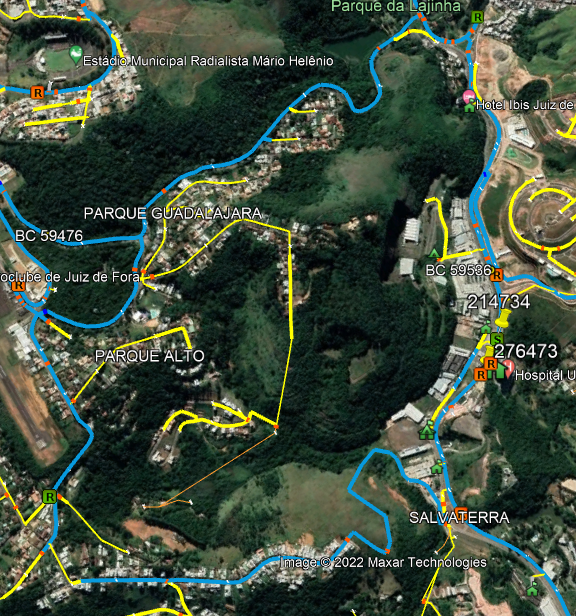 Parque da Lajinha
Estádio Municipal Radialista Mário Helênio
R
R
Hotel Ibis Juiz de
PARQUE GUADALAJARA
BC 59476
oclube de Juiz de Fora
BC 59586
R
R
214734
S
276473
PARQUE ALTO
R
R
Hospital U
R
SALVATERRA
Image © 2022 Maxar Technologies